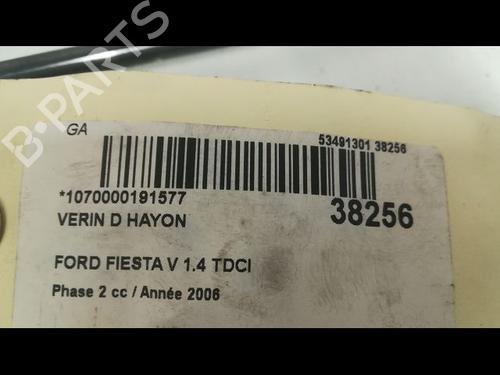 GA
53491301 38256
*1070000191577
VERIN D HAYON
38256
FORD FIESTA V 1.4 TDCI
Phase 2 cc / Année 2006
B-PARTS